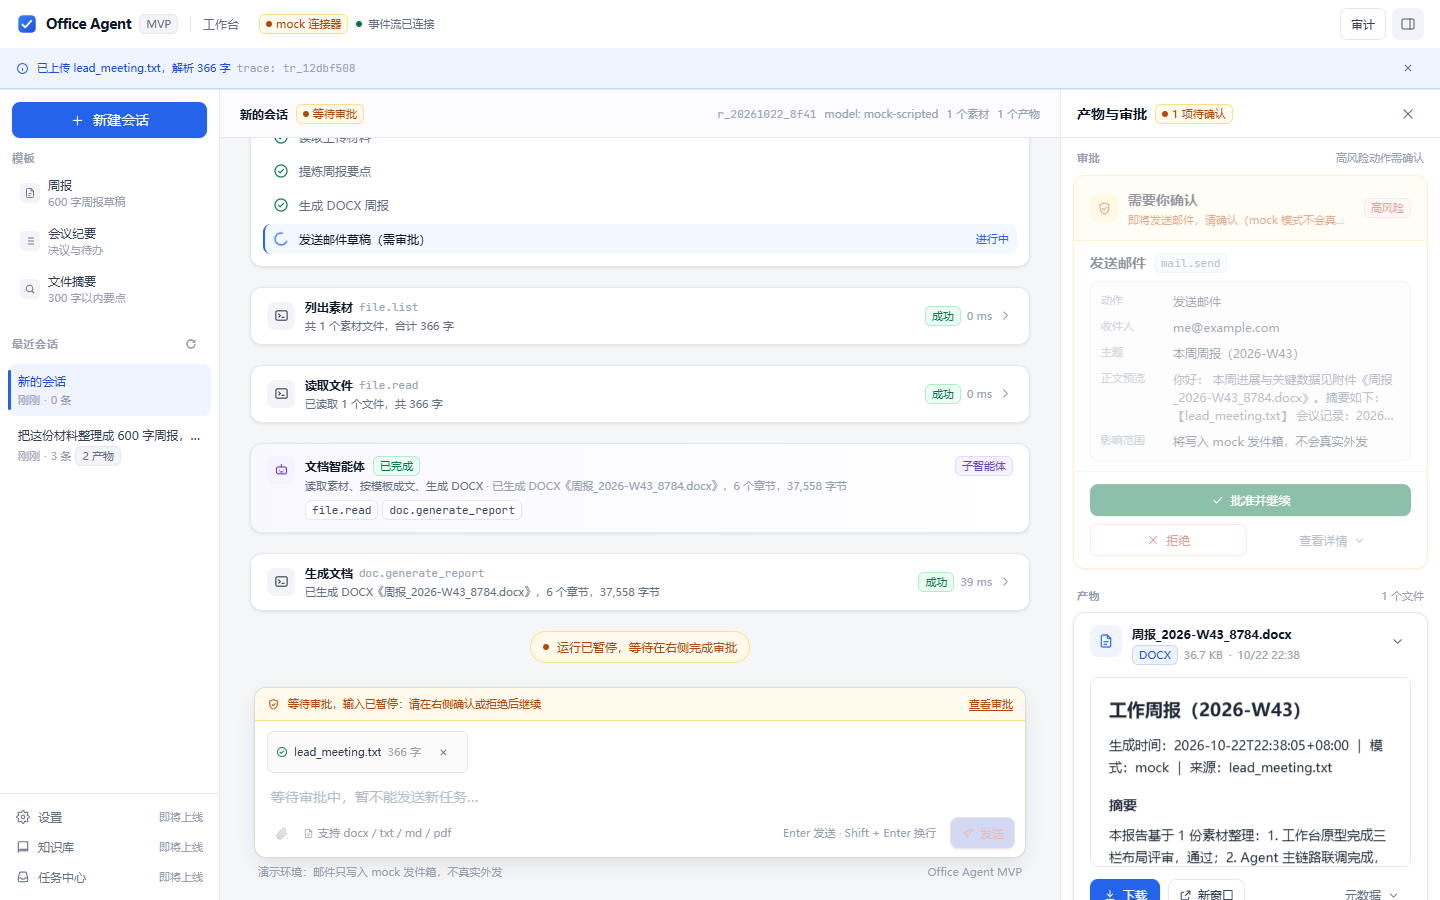 Office Agent MVP 工作台 mock 连接器 事件流已连接 审计
已上传 lead_meeting.txt，解析 366 字 trace: tr_12dbf508
新建会话
模板
周报
600 字周报草稿
会议纪要
决议与待办
文件摘要
300 字以内要点
最近会话
新的会话
刚刚 · 0 条
把这份材料整理成 600 字周报，...
刚刚 · 3 条 2 产物
设置 即将上线
知识库 即将上线
任务中心 即将上线
新的会话 等待审批 r_20261022_8f41 model: mock-scripted 1 个素材 1 个产物
读取上传材料
提炼周报要点
生成 DOCX 周报
发送邮件草稿（需审批） 进行中
列出素材 file.list
共 1 个素材文件，合计 366 字
成功 0 ms
读取文件 file.read
已读取 1 个文件，共 366 字
成功 0 ms
文档智能体 已完成 子智能体
读取素材、按模板成文、生成 DOCX · 已生成 DOCX《周报_2026-W43_8784.docx》，6 个章节，37,558 字节
file.read doc.generate_report
生成文档 doc.generate_report
已生成 DOCX《周报_2026-W43_8784.docx》，6 个章节，37,558 字节
成功 39 ms
运行已暂停，等待在右侧完成审批
等待审批，输入已暂停：请在右侧确认或拒绝后继续 查看审批
lead_meeting.txt 366 字
等待审批中，暂不能发送新任务...
支持 docx / txt / md / pdf Enter 发送 · Shift + Enter 换行 发送
演示环境：邮件只写入 mock 发件箱，不真实外发 Office Agent MVP
产物与审批 1 项待确认
审批 高风险动作需确认
需要你确认
即将发送邮件，请确认（mock 模式不会真... 高风险
发送邮件 mail.send
动作 发送邮件
收件人 me@example.com
主题 本周周报（2026-W43）
正文预览 你好： 本周进展与关键数据见附件《周报
_2026-W43_8784.docx》。摘要如下：
【lead_meeting.txt】 会议记录：2026...
影响范围 将写入 mock 发件箱，不会真实外发
批准并继续
拒绝 查看详情
产物 1 个文件
周报_2026-W43_8784.docx
DOCX 36.7 KB · 10/22 22:38
工作周报（2026-W43）
生成时间：2026-10-22T22:38:05+08:00 | 模
式：mock | 来源：lead_meeting.txt
摘要
本报告基于 1 份素材整理：1. 工作台原型完成三
栏布局评审，通过；2. Agent 主链路联调完成，
下载 新窗口 元数据